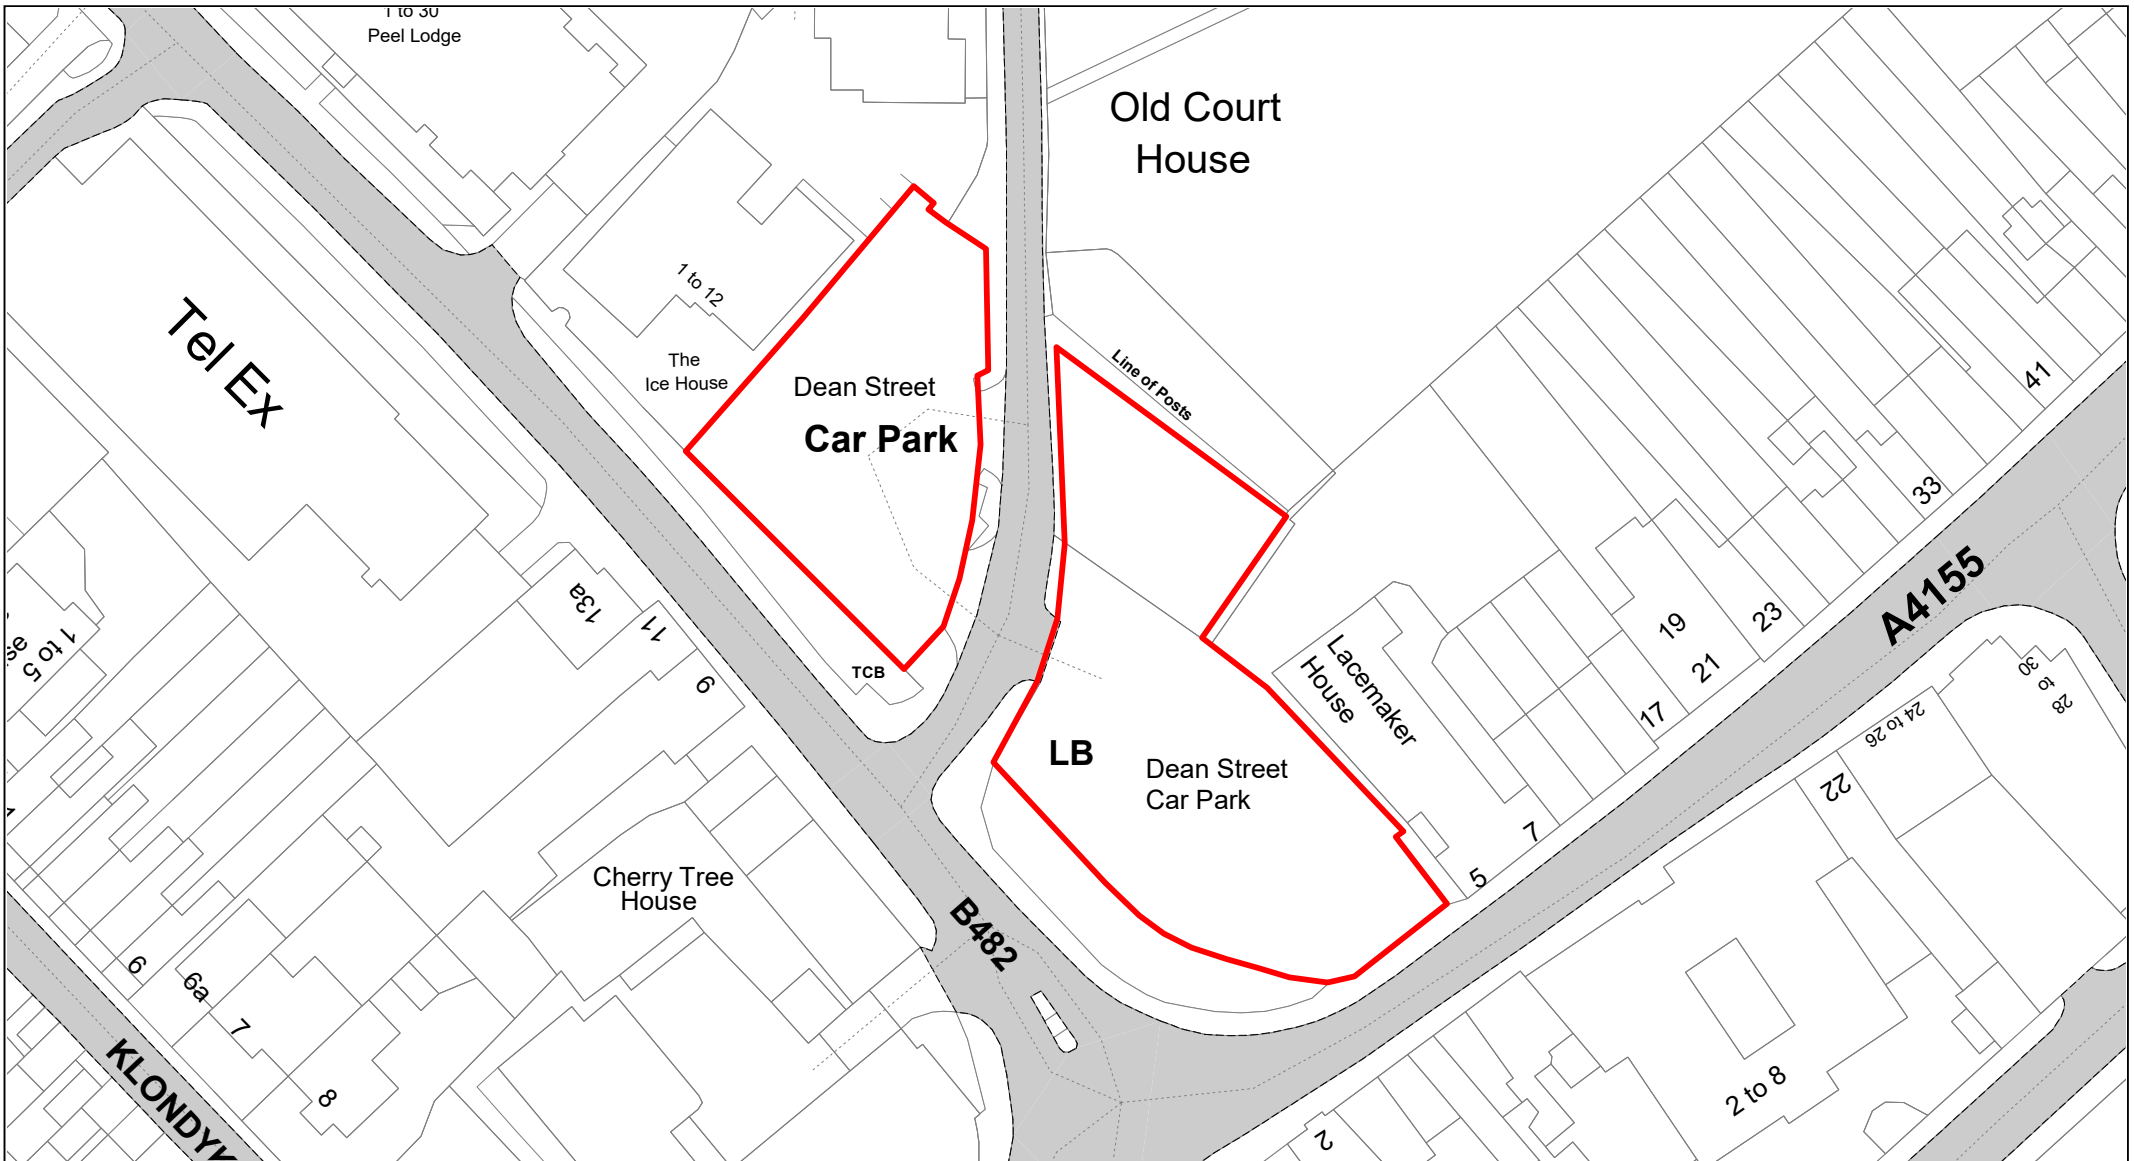 1 to 30
Peel Lodge
Old Court
House
Tel Ex
1 to 12
The
Ice House
Dean Street
Car Park
Line of Posts
41
33
A4155
13a
11
9
1 to 5
TCB
LB
Dean Street
Car Park
Lacemaker
House
19
23
21
17
7
5
30
to
28
24 to 26
22
Cherry Tree
House
B482
6
6a
7
8
KLONDYK
2 to 8
2